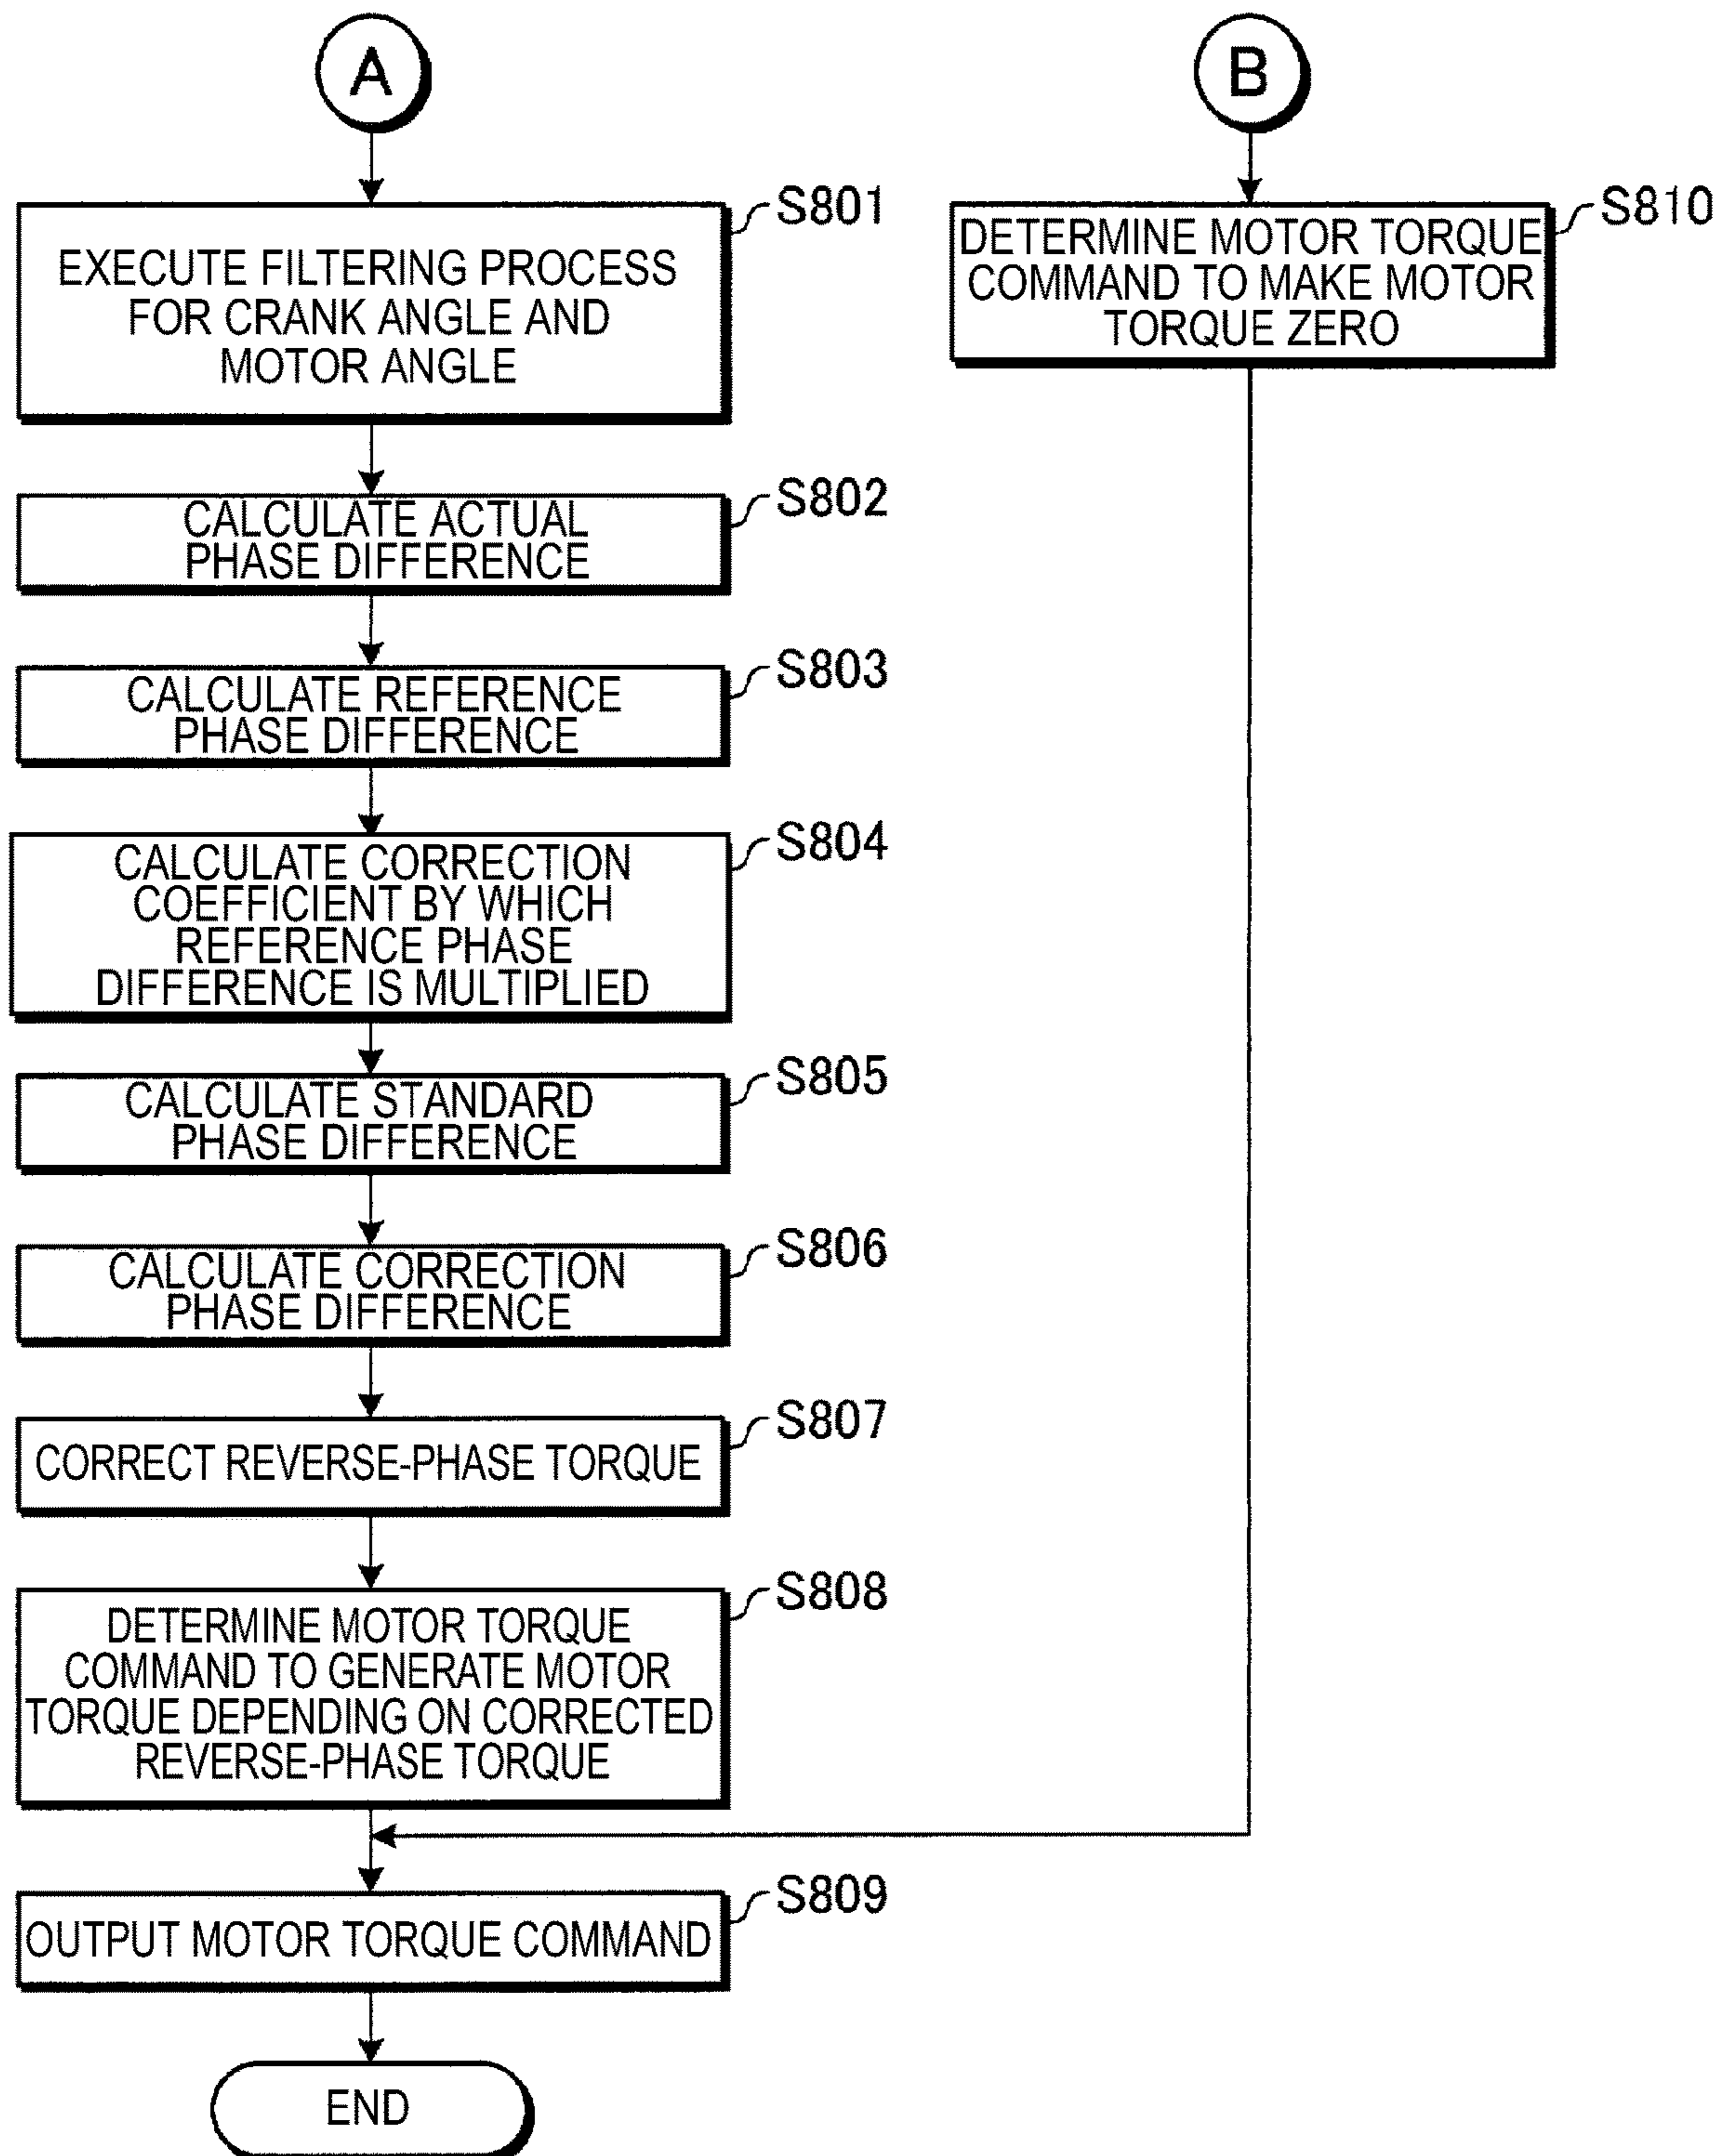 A
S801
EXECUTE FILTERING PROCESS
FOR CRANK ANGLE AND
MOTOR ANGLE
S802
CALCULATE ACTUAL
PHASE DIFFERENCE
S803
CALCULATE REFERENCE
PHASE DIFFERENCE
S804
CALCULATE CORRECTION
COEFFICIENT BY WHICH
REFERENCE PHASE
DIFFERENCE IS MULTIPLIED
S805
CALCULATE STANDARD
PHASE DIFFERENCE
S806
CALCULATE CORRECTION
PHASE DIFFERENCE
S807
CORRECT REVERSE-PHASE TORQUE
S808
DETERMINE MOTOR TORQUE
COMMAND TO GENERATE MOTOR
TORQUE DEPENDING ON CORRECTED
REVERSE-PHASE TORQUE
B
S810
DETERMINE MOTOR TORQUE
COMMAND TO MAKE MOTOR
TORQUE ZERO
S809
OUTPUT MOTOR TORQUE COMMAND
END